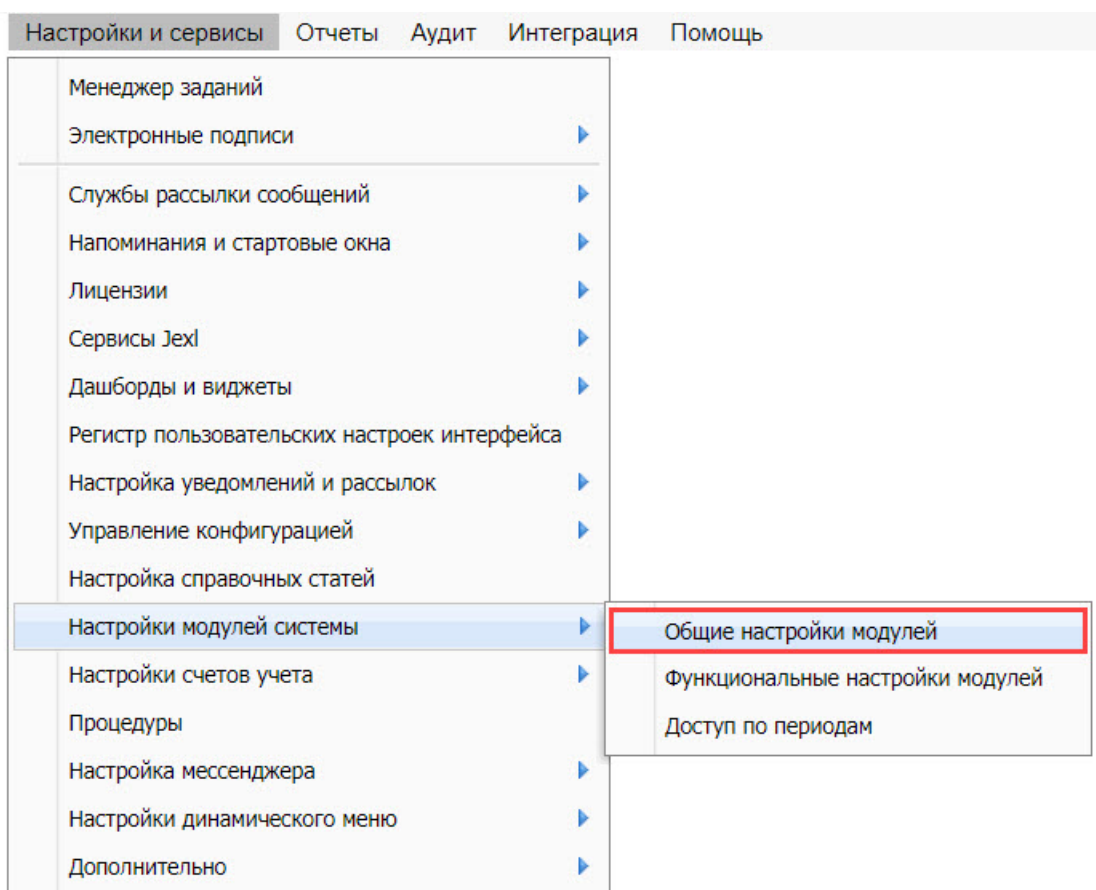 Настройки и сервисы Отчеты Аудит Интеграция Помощь
Менеджер заданий
Электронные подписи
Службы рассылки сообщений
Напоминания и стартовые окна
Лицензии
Сервисы Jexl
Дашборды и виджеты
Регистр пользовательских настроек интерфейса
Настройка уведомлений и рассылок
Управление конфигурацией
Настройка справочных статей
Настройки модулей системы
Общие настройки модулей
Настройки счетов учета
Функциональные настройки модулей
Процедуры
Доступ по периодам
Настройка мессенджера
Настройки динамического меню
Дополнительно